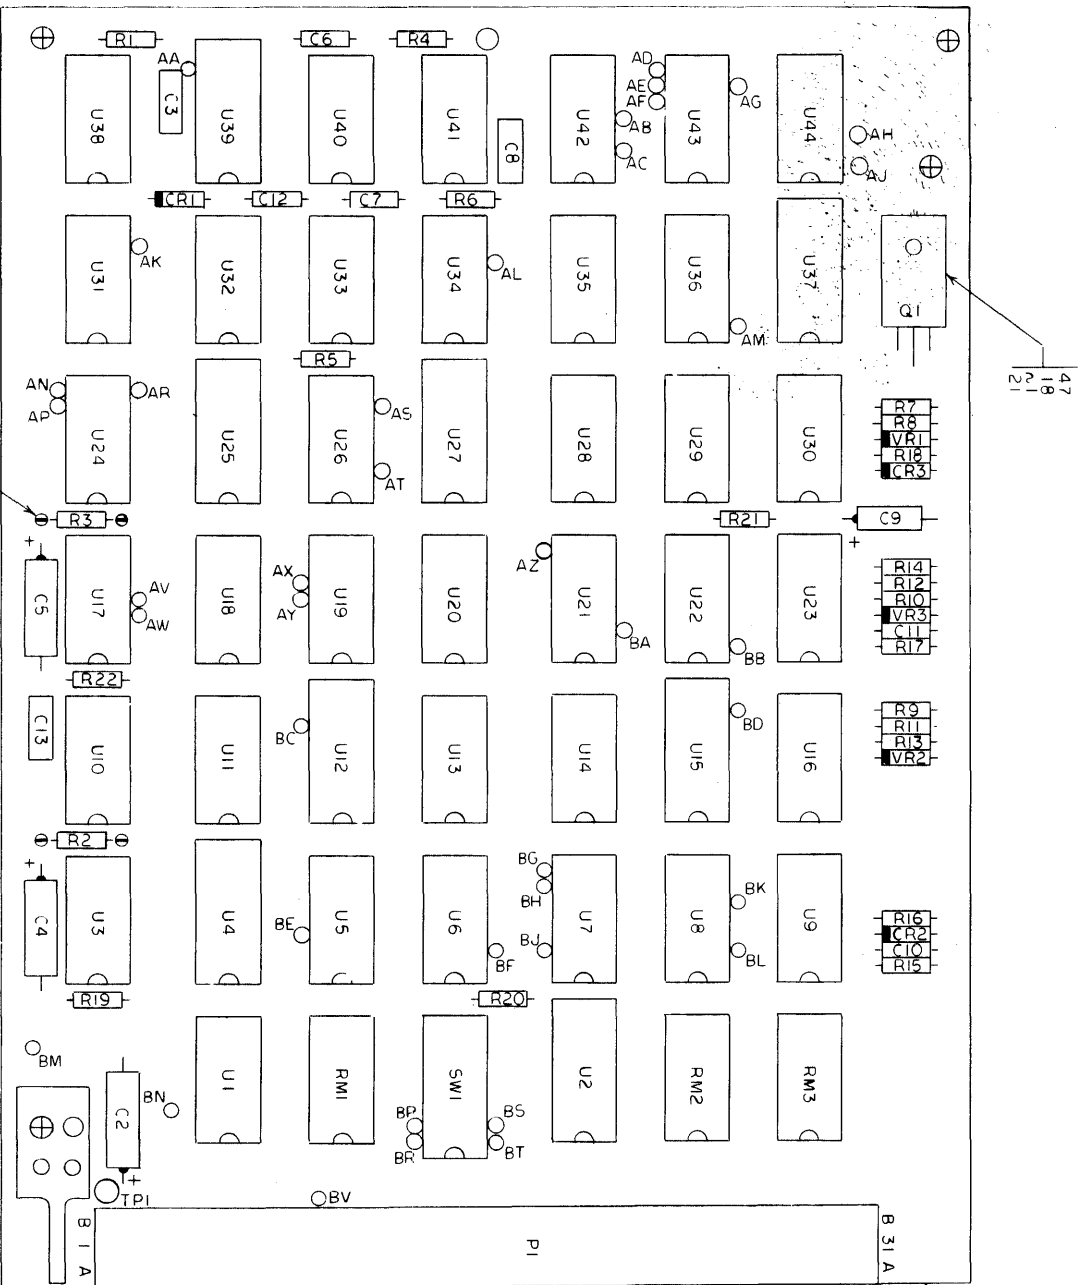 R1 C6 R4
AA AD
AE
AF AG
C3 AB
U38 U39 U40 U41 C8 U42 AC U43 U44 AH
AJ
CR1 C12 C7 R6
AK AL
U31 U32 U33 U34 U35 U36 U37
Q1
AM
47
18
21
21
R5
AN AR
AP AS
U24 U25 U26 U27 U28 U29 U30
AT
R7
R8
VR1
R18
CR3
R3 R21 C9
+ +
AX AZ
AV AY
AW
C5 U17 U18 U19 U20 U21 U22 U23
BA
BB
R14
R12
R10
VR3
C11
R17
R22
BC BD
C13 U10 U11 U12 U13 U14 U15 U16
R9
R11
R13
VR2
R2
+
BG
BH BK
C4 U3 U4 BE U5 U6 BF BJ U7 U8 BL U9
R16
CR2
C10
R15
R19 R20
BM
BN
C2 U1 RM1 SW1 U2 RM2 RM3
BP BS
BR BT
+
TP1 BV
B 1 A P1 B 31 A